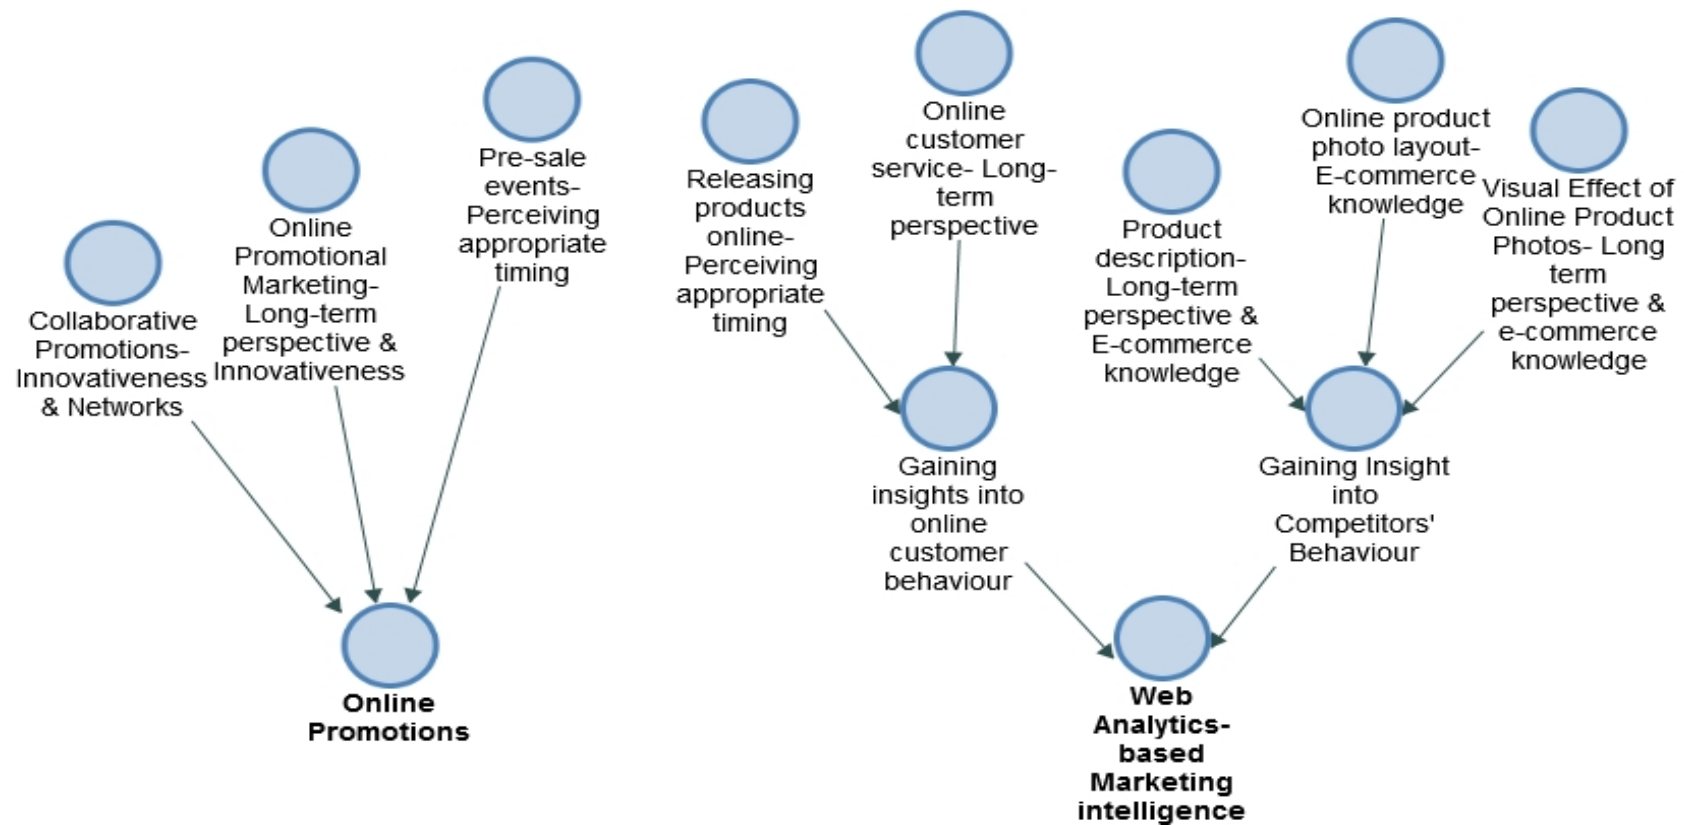 Collaborative
Promotions-
Innovativeness
& Networks
Online
Promotional
Marketing-
Long-term
perspective &
Innovativeness
Pre-sale
events-
Perceiving
appropriate
timing
Online
Promotions
Releasing
products
online-
Perceiving
appropriate
timing
Online
customer
service- Long-
term
perspective
Gaining
insights into
online
customer
behaviour
Product
description-
Long-term
perspective &
E-commerce
knowledge
Online product
photo layout-
E-commerce
knowledge
Visual Effect of
Online Product
Photos- Long
term
perspective &
e-commerce
knowledge
Gaining Insight
into
Competitors'
Behaviour
Web
Analytics-
based
Marketing
intelligence